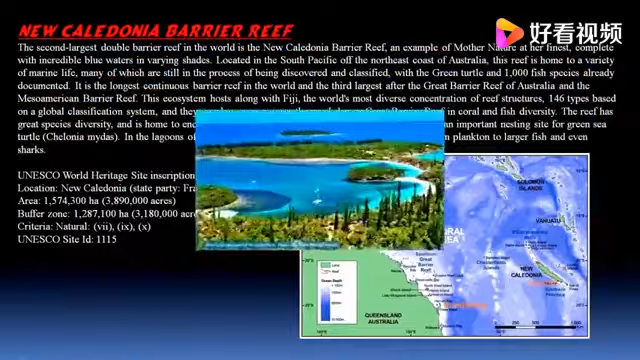 NEW CALEDONIA BARRIER REEF
好看视频
The second-largest double barrier reef in the world is the New Caledonia Barrier Reef, an example of Mother Nature at her finest, complete
with incredible blue waters in varying shades. Located in the South Pacific off the northeast coast of Australia, this reef is home to a variety
of marine life, many of which are still in the process of being discovered and classified, with the Green turtle and 1,000 fish species already
documented. It is the longest continuous barrier reef in the world and the third largest after the Great Barrier Reef of Australia and the
Mesoamerican Barrier Reef. This ecosystem hosts along with Fiji, the world's most diverse concentration of reef structures, 146 types based
on a global classification system, and they in coral and fish diversity. The reef has
great species diversity, and is home to an important nesting site for green sea
turtle (Chelonia mydas). In the lagoons of plankton to larger fish and even
sharks.
UNESCO World Heritage Site inscription
Location: New Caledonia (state party:
Area: 1,574,300 ha (3,890,000 acres)
Buffer zone: 1,287,100 ha (3,180,000
Criteria: Natural: (vii), (ix), (x)
UNESCO Site Id: 1115
SOLOMON
ISLANDS
VANUATU
SEA
Great
Barrier
Reef
NEW
CALEDONIA
Land
Reef
Ocean Depth
QUEENSLAND
AUSTRALIA